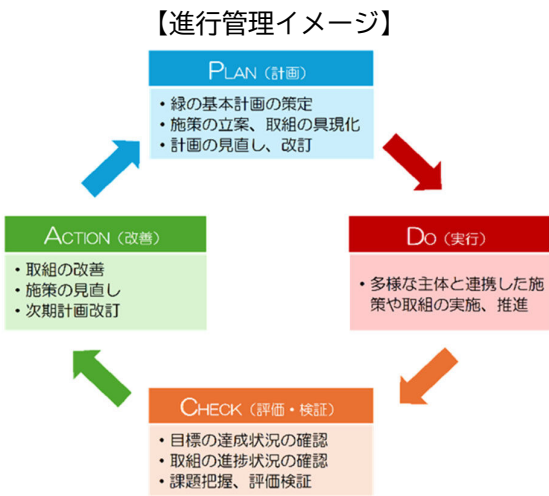 【進行管理イメージ】
PLAN（計画）
・緑の基本計画の策定
・施策の立案、取組の具現化
・計画の見直し、改訂
DO（実行）
・多様な主体と連携した施
策や取組の実施、推進
CHECK（評価・検証）
・目標の達成状況の確認
・取組の進捗状況の確認
・課題把握、評価検証
ACTION（改善）
・取組の改善
・施策の見直し
・次期計画改訂